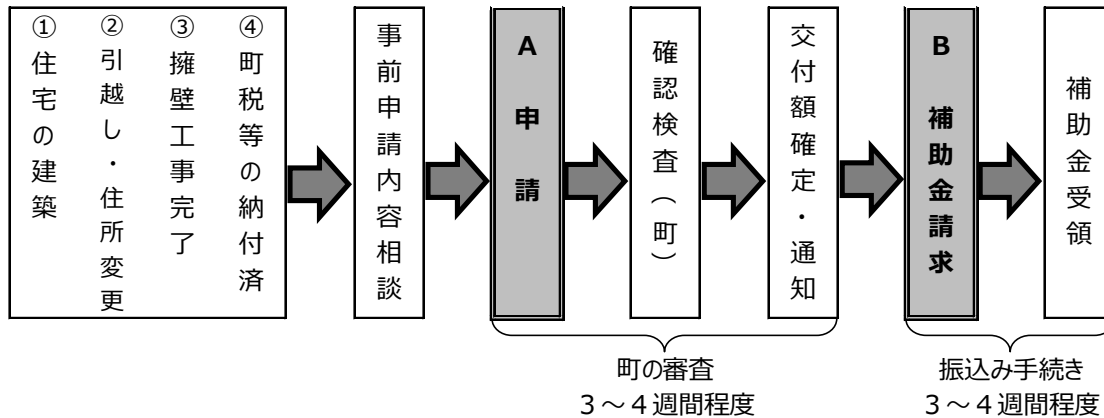 ① 住宅の建築
② 引越し・住所変更
③ 擁壁工事完了
④ 町税等の納付済
事前申請内容相談
A 申請
確認検査（町）
交付額確定・通知
B 補助金請求
補助金受領
町の審査
３～４週間程度
振込み手続き
３～４週間程度